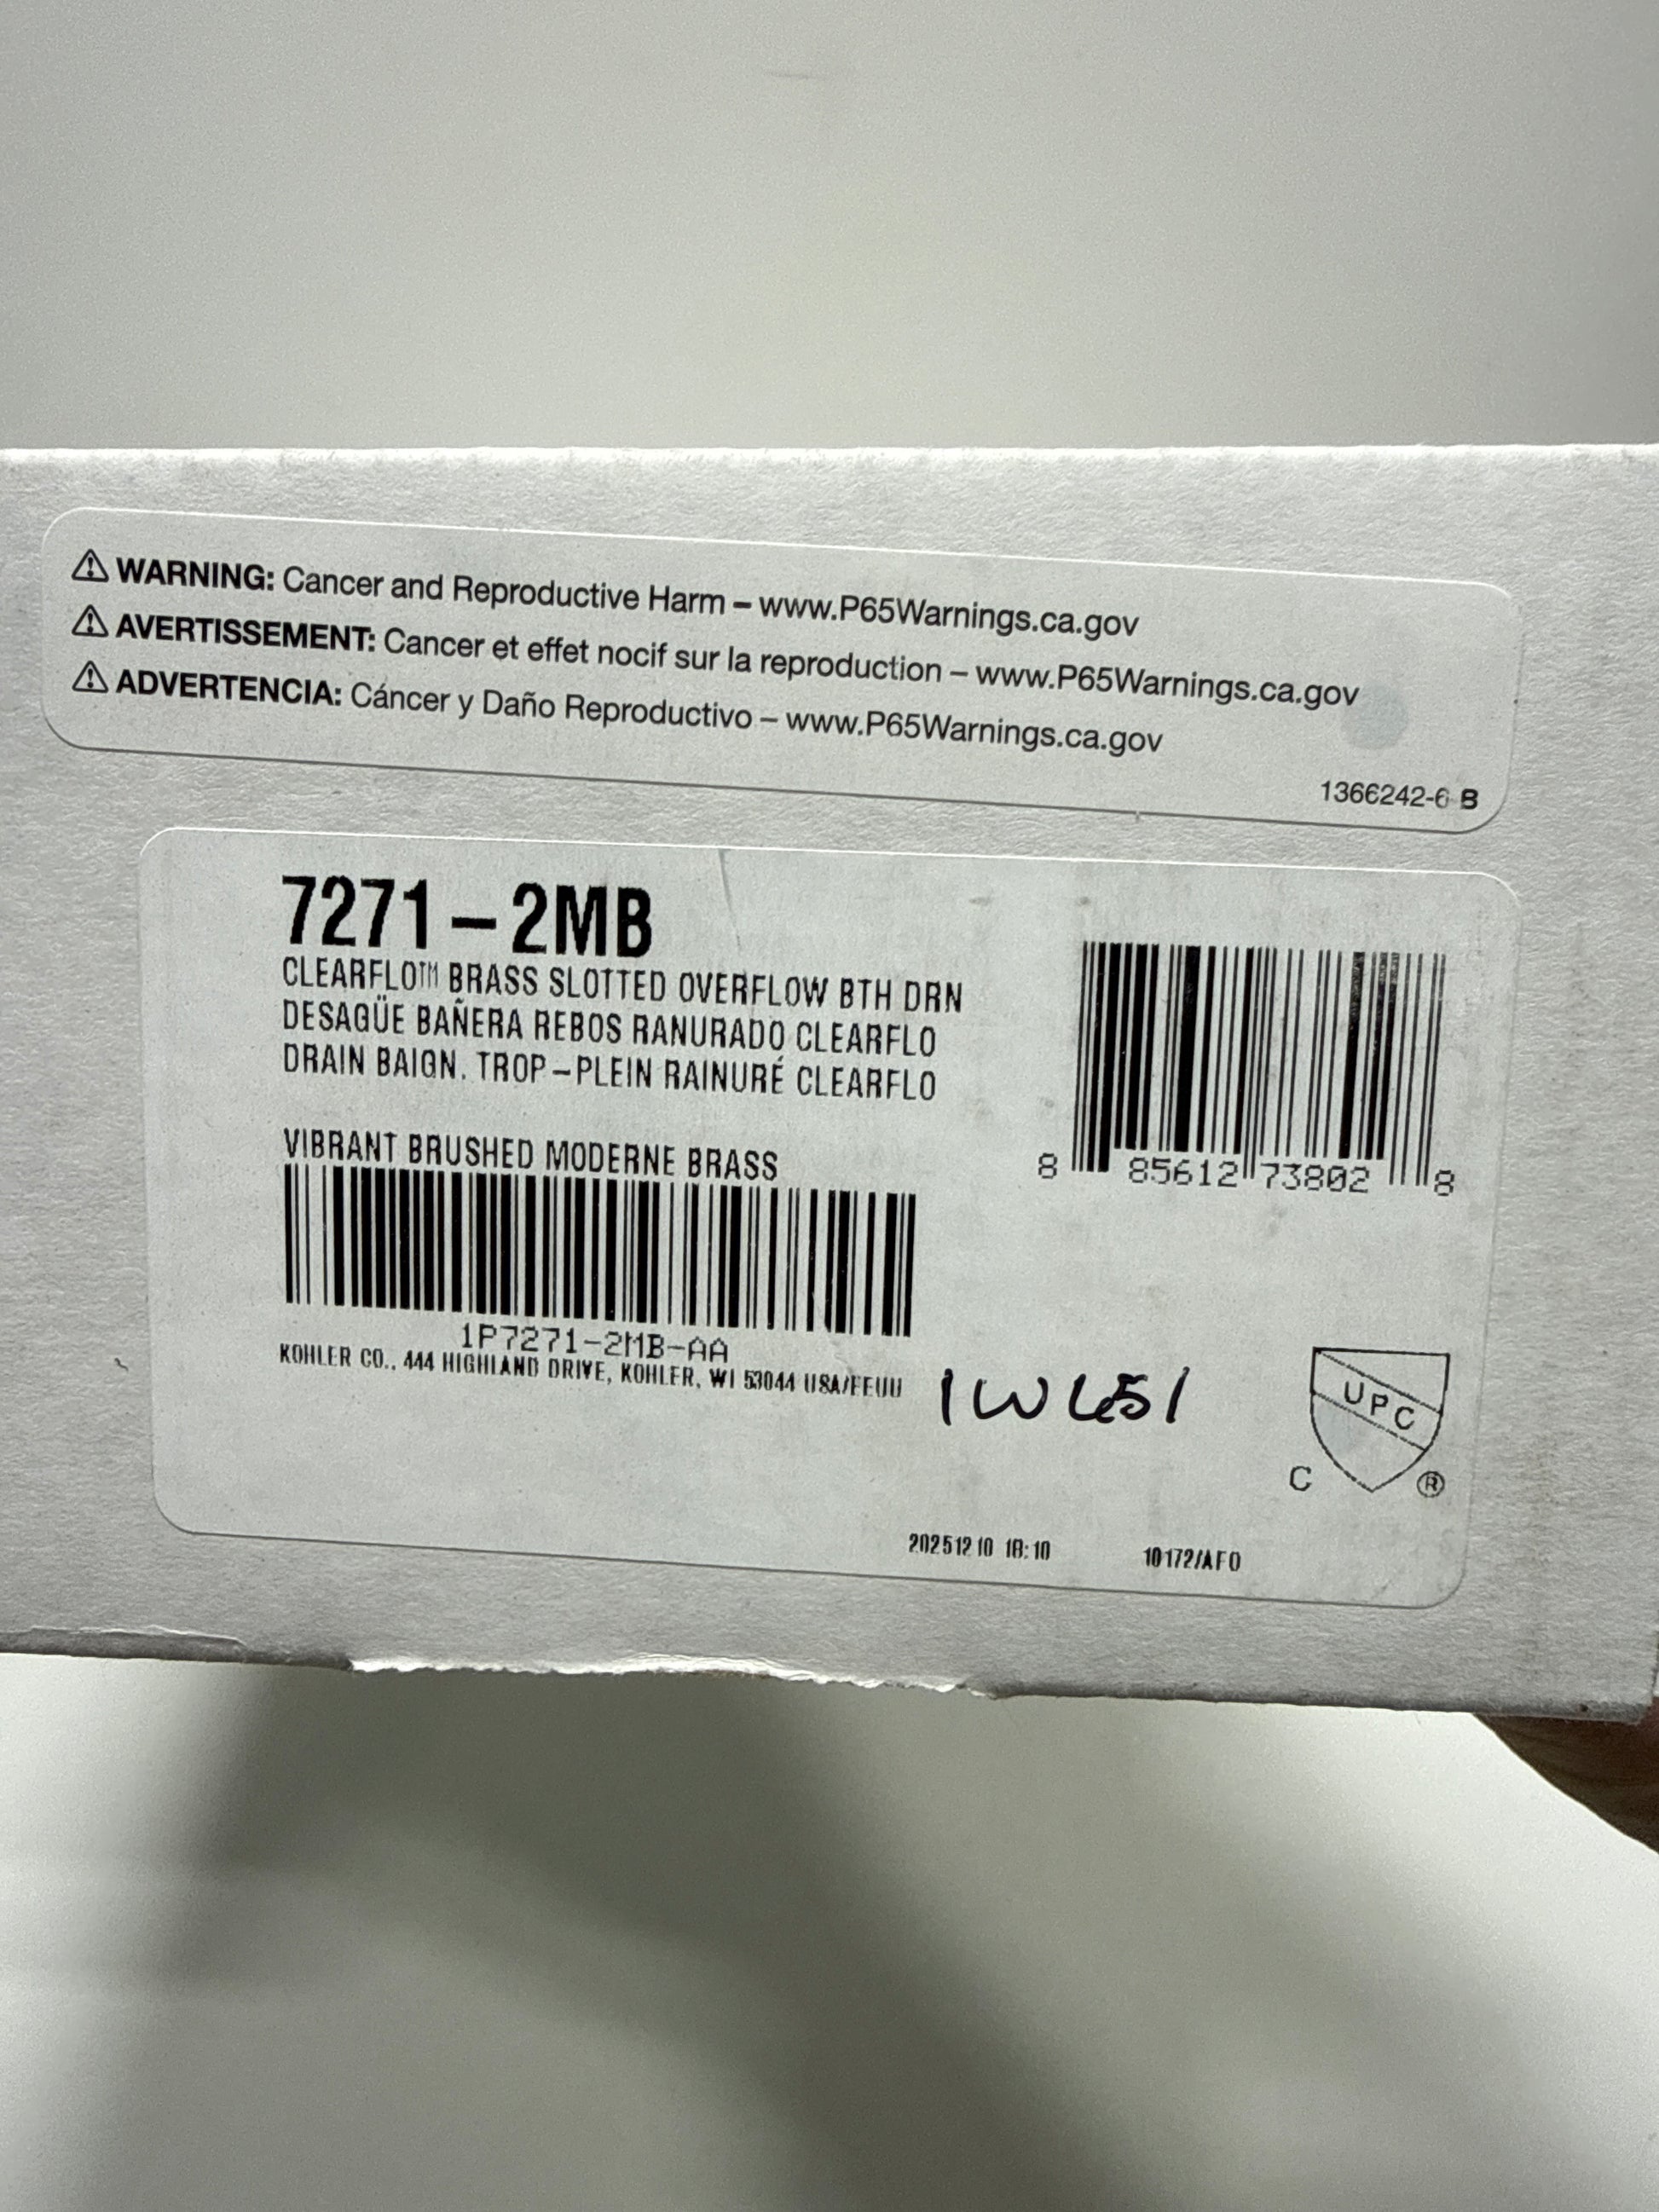 ⚠ WARNING: Cancer and Reproductive Harm – www.P65Warnings.ca.gov
⚠ AVERTISSEMENT: Cancer et effet nocif sur la reproduction – www.P65Warnings.ca.gov
⚠ ADVERTENCIA: Cáncer y Daño Reproductivo – www.P65Warnings.ca.gov
1366242-6 B
7271-2MB
CLEARFLO™ BRASS SLOTTED OVERFLOW BTH DRN
DESAGÜE BAÑERA REBOS RANURADO CLEARFLO
DRAIN BAIGN. TROP-PLEIN RAINURÉ CLEARFLO
VIBRANT BRUSHED MODERNE BRASS
8 85612 73802 8
1P7271-2MB-AA
KOHLER CO., 444 HIGHLAND DRIVE, KOHLER, WI 53044 USA/EEUU
UPC
C ®
20251210 18:10 10172/AFO